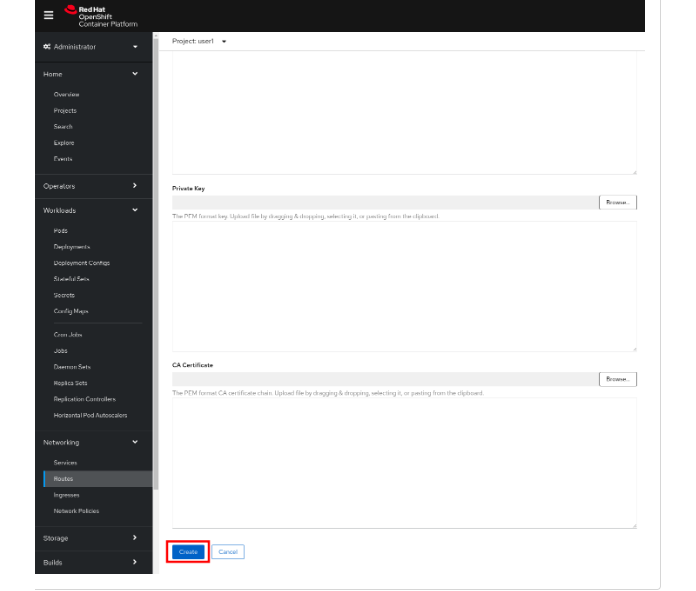 Red Hat
OpenShift
Container Platform
Administrator
Project: user1
Home
Overview
Projects
Search
Explore
Events
Operators
Workloads
Pods
Deployments
Deployment Configs
Stateful Sets
Secrets
Config Maps
Cron Jobs
Jobs
Daemon Sets
Replica Sets
Replication Controllers
Horizontal Pod Autoscalers
Networking
Services
Routes
Ingresses
Network Policies
Storage
Builds
Private Key
Browse...
The PEM format key. Upload file by dragging & dropping, selecting it, or pasting from the clipboard.
CA Certificate
Browse...
The PEM format CA certificate chain. Upload file by dragging & dropping, selecting it, or pasting from the clipboard.
Create Cancel